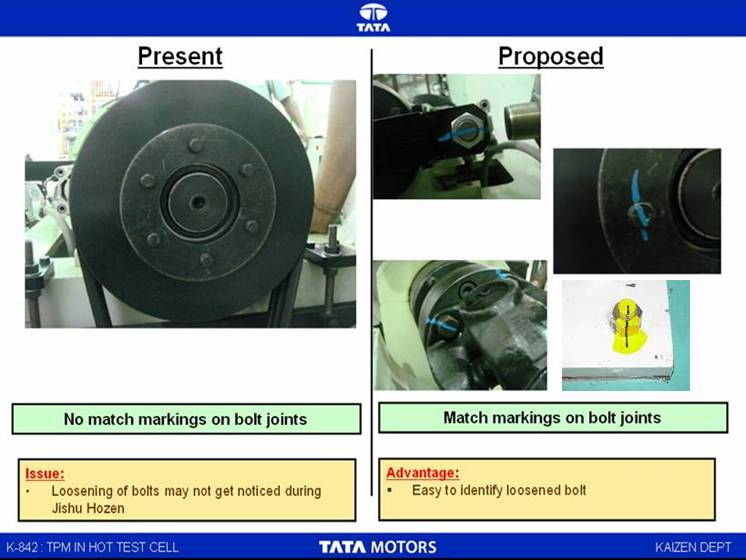 TATA
Present
Proposed
No match markings on bolt joints
Match markings on bolt joints
Issue:
• Loosening of bolts may not get noticed during
Jishu Hozen
Advantage:
▪ Easy to identify loosened bolt
K-842 : TPM IN HOT TEST CELL
TATA MOTORS
KAIZEN DEPT